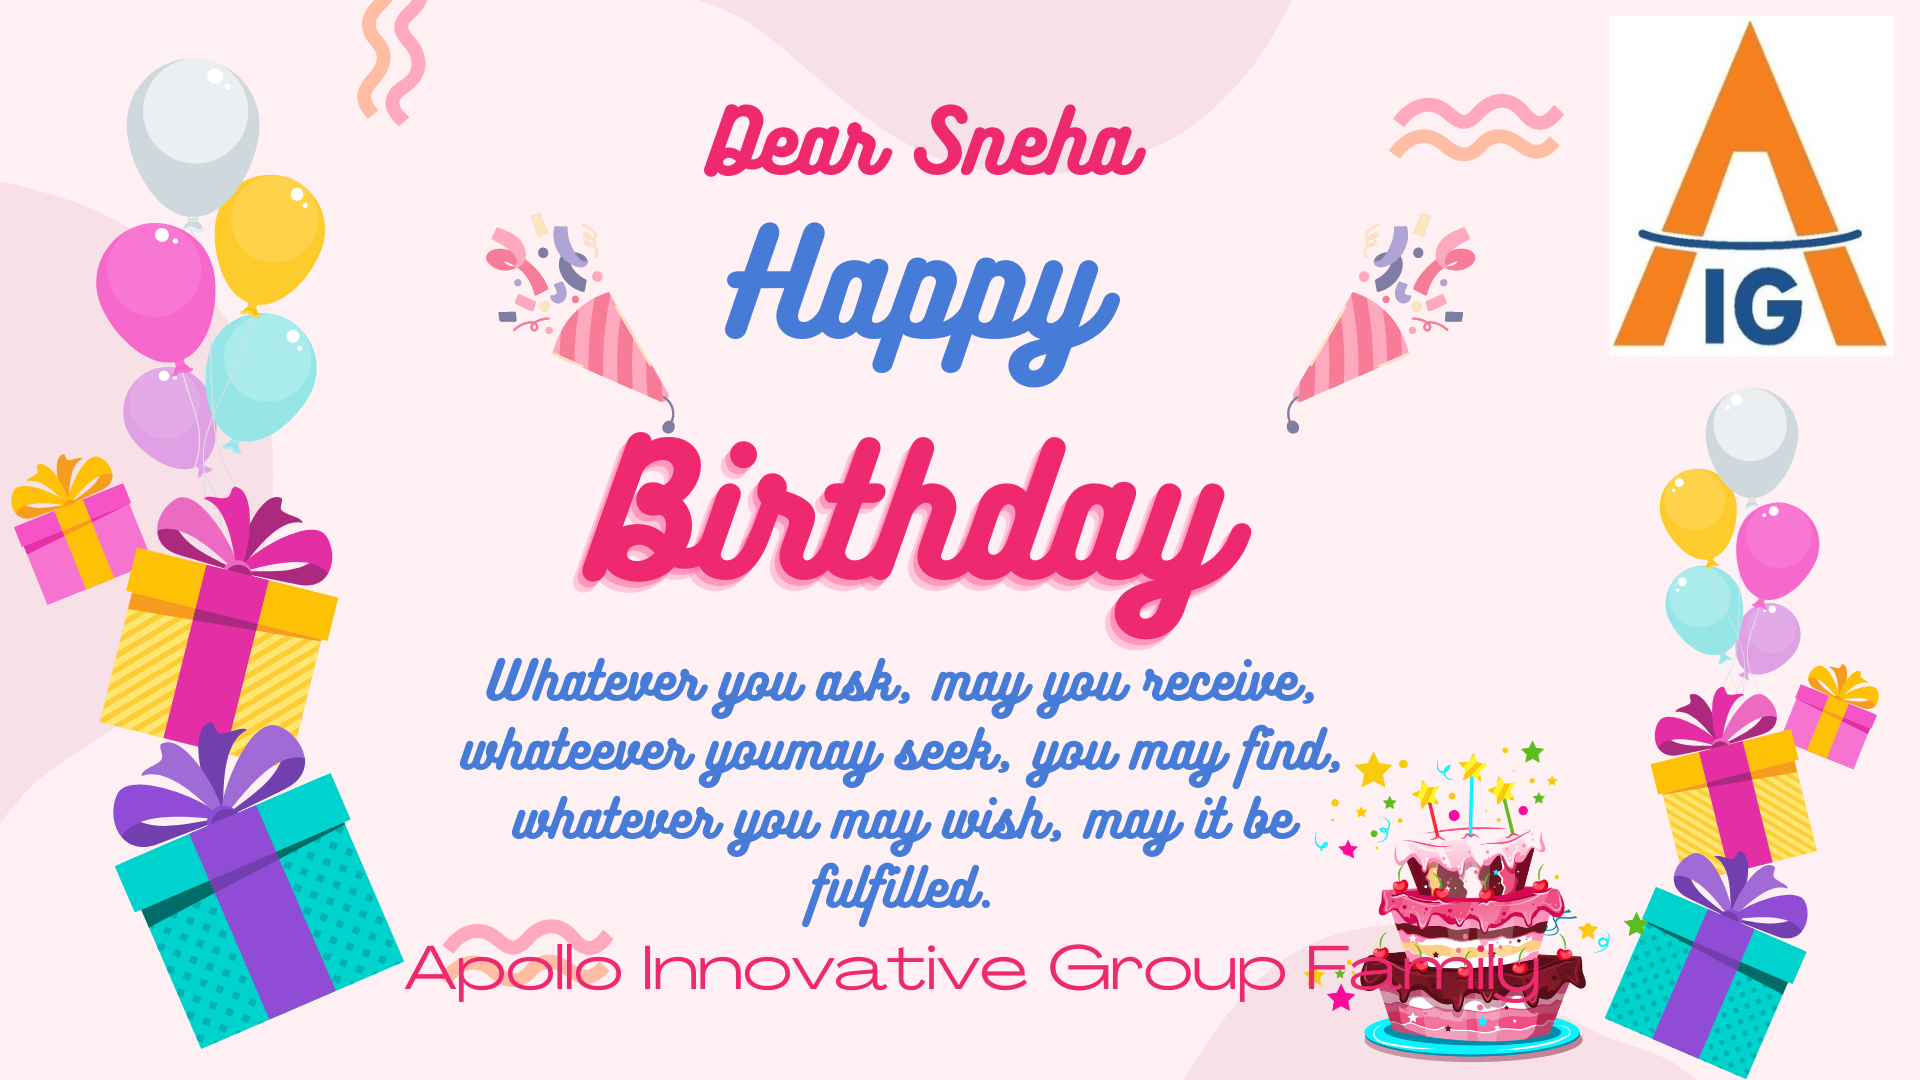 Dear Sneha
Happy
Birthday
Whatever you ask, may you receive,
whateever youmay seek, you may find,
whatever you may wish, may it be
fulfilled.
Apollo Innovative Group Family
AIG